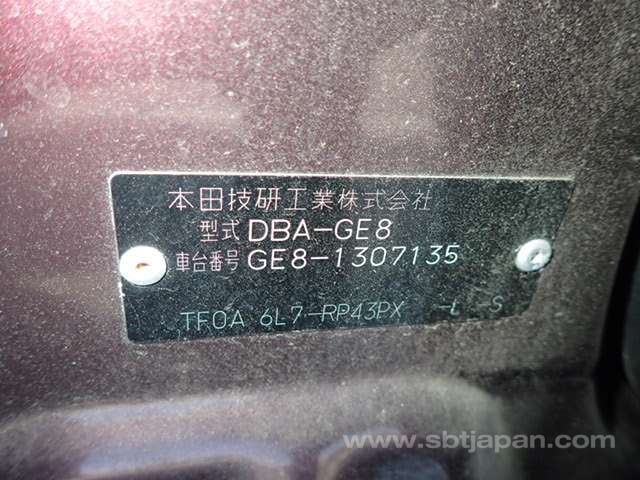 本田技研工業株式会社
型式 DBA-GE8
車台番号 GE8-1307135
TF0A 6L7-RP43PX -L -S
www.sbtjapan.com